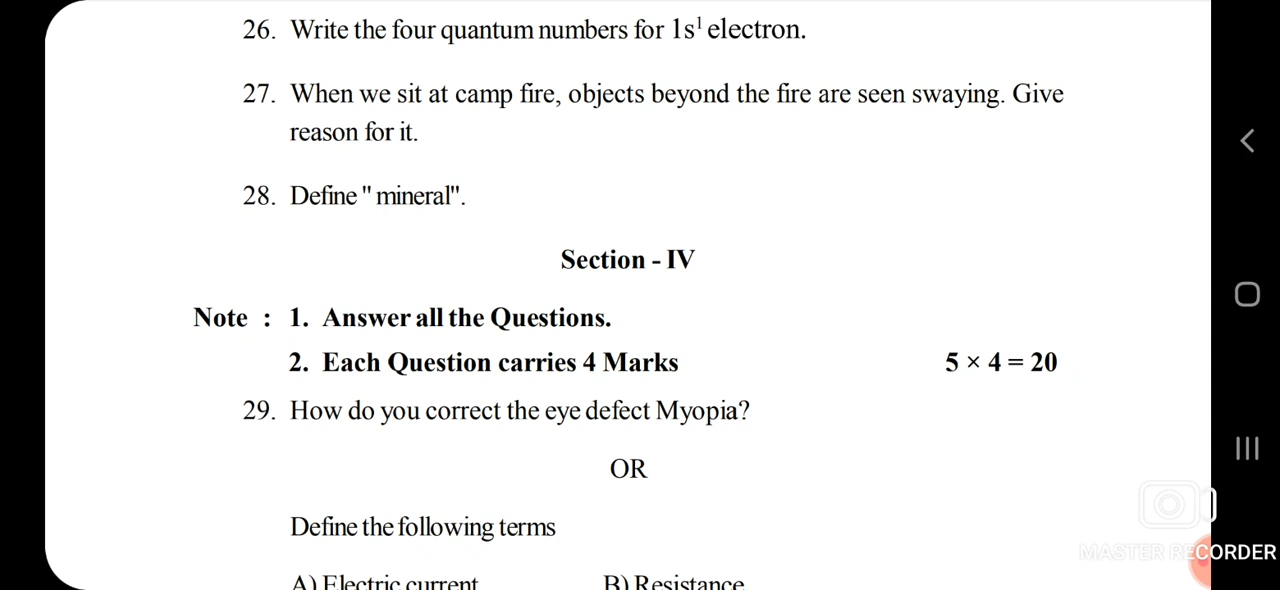 26. Write the four quantum numbers for 1s¹ electron.
27. When we sit at camp fire, objects beyond the fire are seen swaying. Give
reason for it.
28. Define " mineral".
Section - IV
Note : 1. Answer all the Questions.
2. Each Question carries 4 Marks 5 × 4 = 20
29. How do you correct the eye defect Myopia?
OR
Define the following terms
A) Electric current B) Resistance
MASTER RECORDER